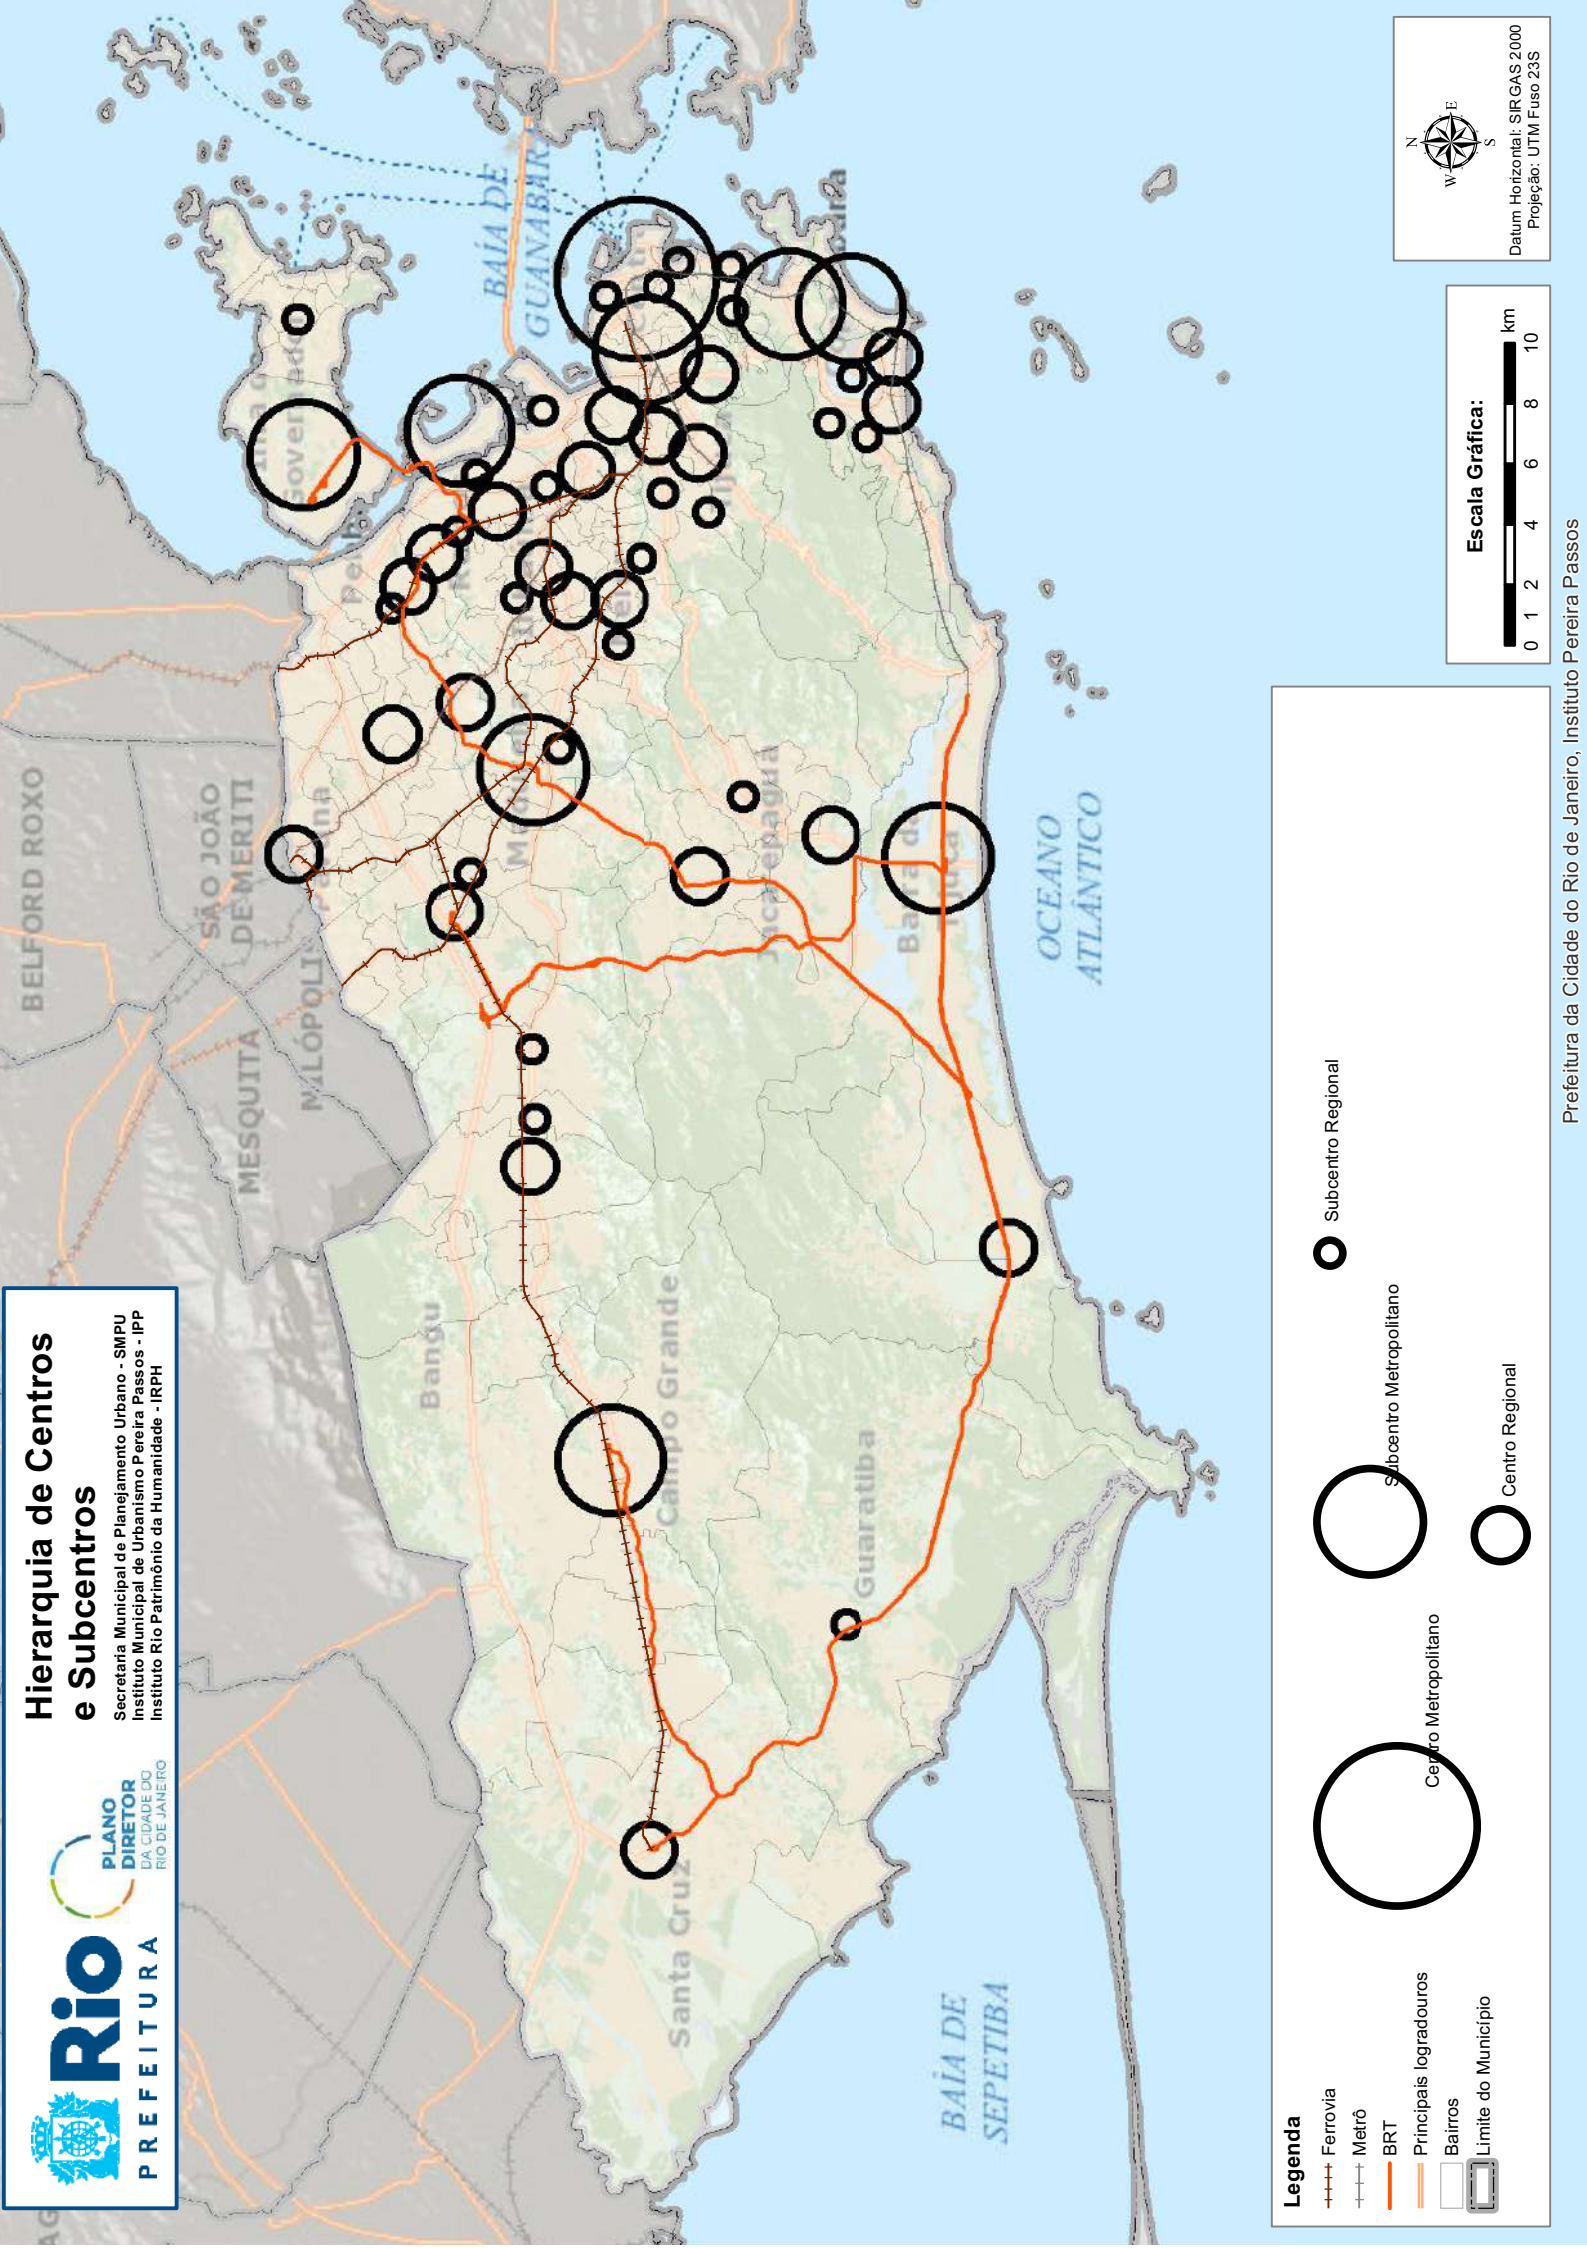 Rio
PREFEITURA
PLANO
DIRETOR
DA CIDADE DO
RIO DE JANEIRO
Hierarquia de Centros
e Subcentros
Secretaria Municipal de Planejamento Urbano - SMPU
Instituto Municipal de Urbanismo Pereira Passos - IPP
Instituto Rio Patrimônio da Humanidade - IRPH
BELFORD ROXO
SÃO JOÃO
DE MERITI
MESQUITA
NILÓPOLIS
BAÍA DE
GUANABARA
Bangu
Campo Grande
Guaratiba
Santa Cruz
Jacarepaguá
Barra da
Tijuca
OCEANO
ATLÂNTICO
BAÍA DE
SEPETIBA
Legenda
Ferrovia
Metrô
BRT
Principais logradouros
Bairros
Limite do Município
Centro Metropolitano
Subcentro Metropolitano
Centro Regional
Subcentro Regional
Escala Gráfica:
0 1 2 4 6 8 10
km
N
W
E
S
Datum Horizontal: SIRGAS 2000
Projeção: UTM Fuso 23S
Prefeitura da Cidade do Rio de Janeiro, Instituto Pereira Passos